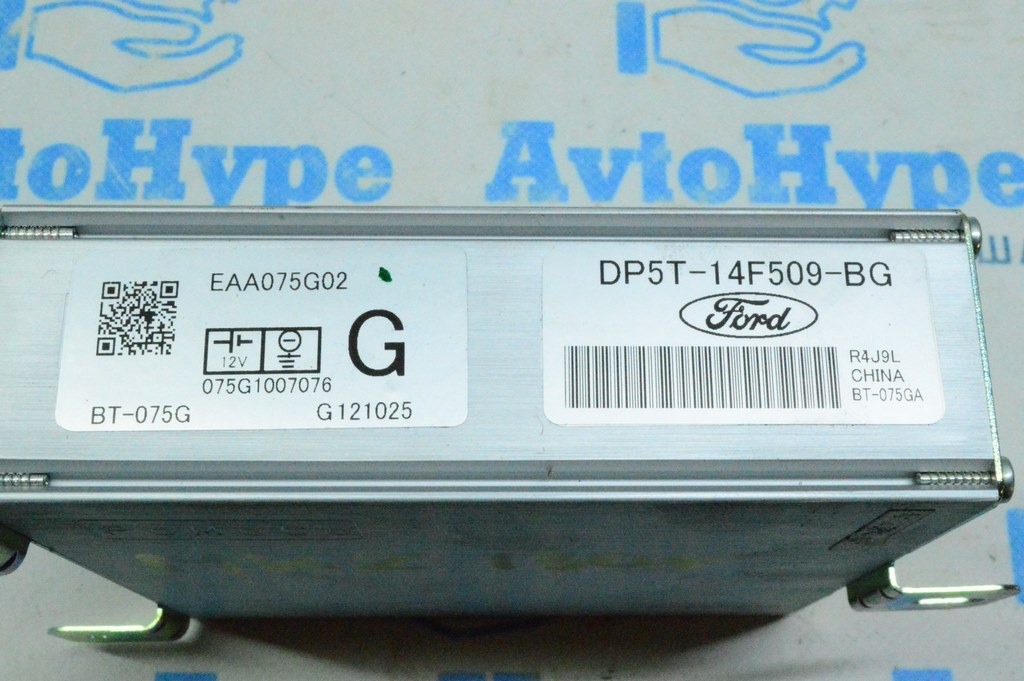 AvtoHype
AvtoHype
EAA075G02
12V
G
075G1007076
BT-075G
G121025
DP5T-14F509-BG
Ford
R4J9L
CHINA
BT-075GA